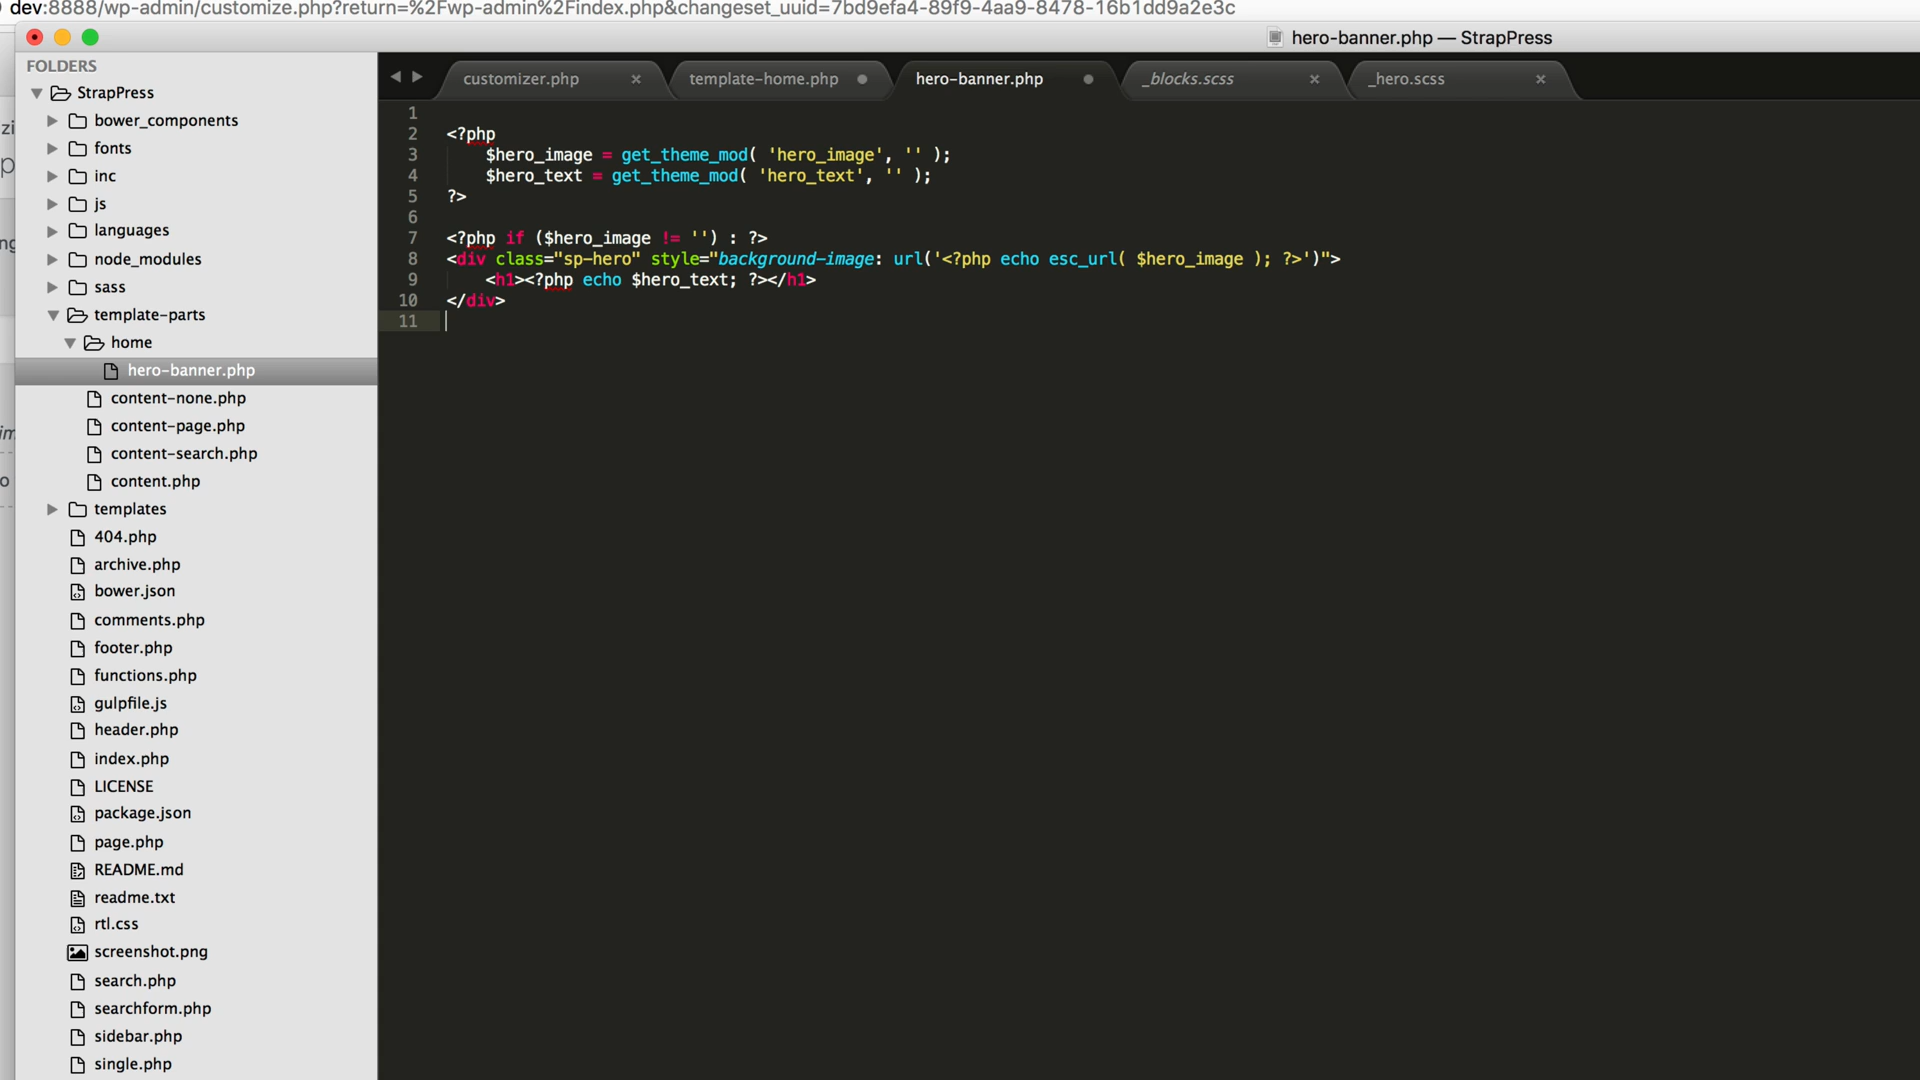 dev:8888/wp-admin/customize.php?return=%2Fwp-admin%2Findex.php&changeset_uuid=7bd9efa4-89f9-4aa9-8478-16b1dd9a2e3c
hero-banner.php — StrapPress
FOLDERS
StrapPress
bower_components
fonts
inc
js
languages
node_modules
sass
template-parts
home
hero-banner.php
content-none.php
content-page.php
content-search.php
content.php
templates
404.php
archive.php
bower.json
comments.php
footer.php
functions.php
gulpfile.js
header.php
index.php
LICENSE
package.json
page.php
README.md
readme.txt
rtl.css
screenshot.png
search.php
searchform.php
sidebar.php
single.php
customizer.php × template-home.php hero-banner.php _blocks.scss × _hero.scss ×
1
2 <?php
3 $hero_image = get_theme_mod( 'hero_image', '' );
4 $hero_text = get_theme_mod( 'hero_text', '' );
5 ?>
6
7 <?php if ($hero_image != '') : ?>
8 <div class="sp-hero" style="background-image: url('<?php echo esc_url( $hero_image ); ?>')">
9 <h1><?php echo $hero_text; ?></h1>
10 </div>
11